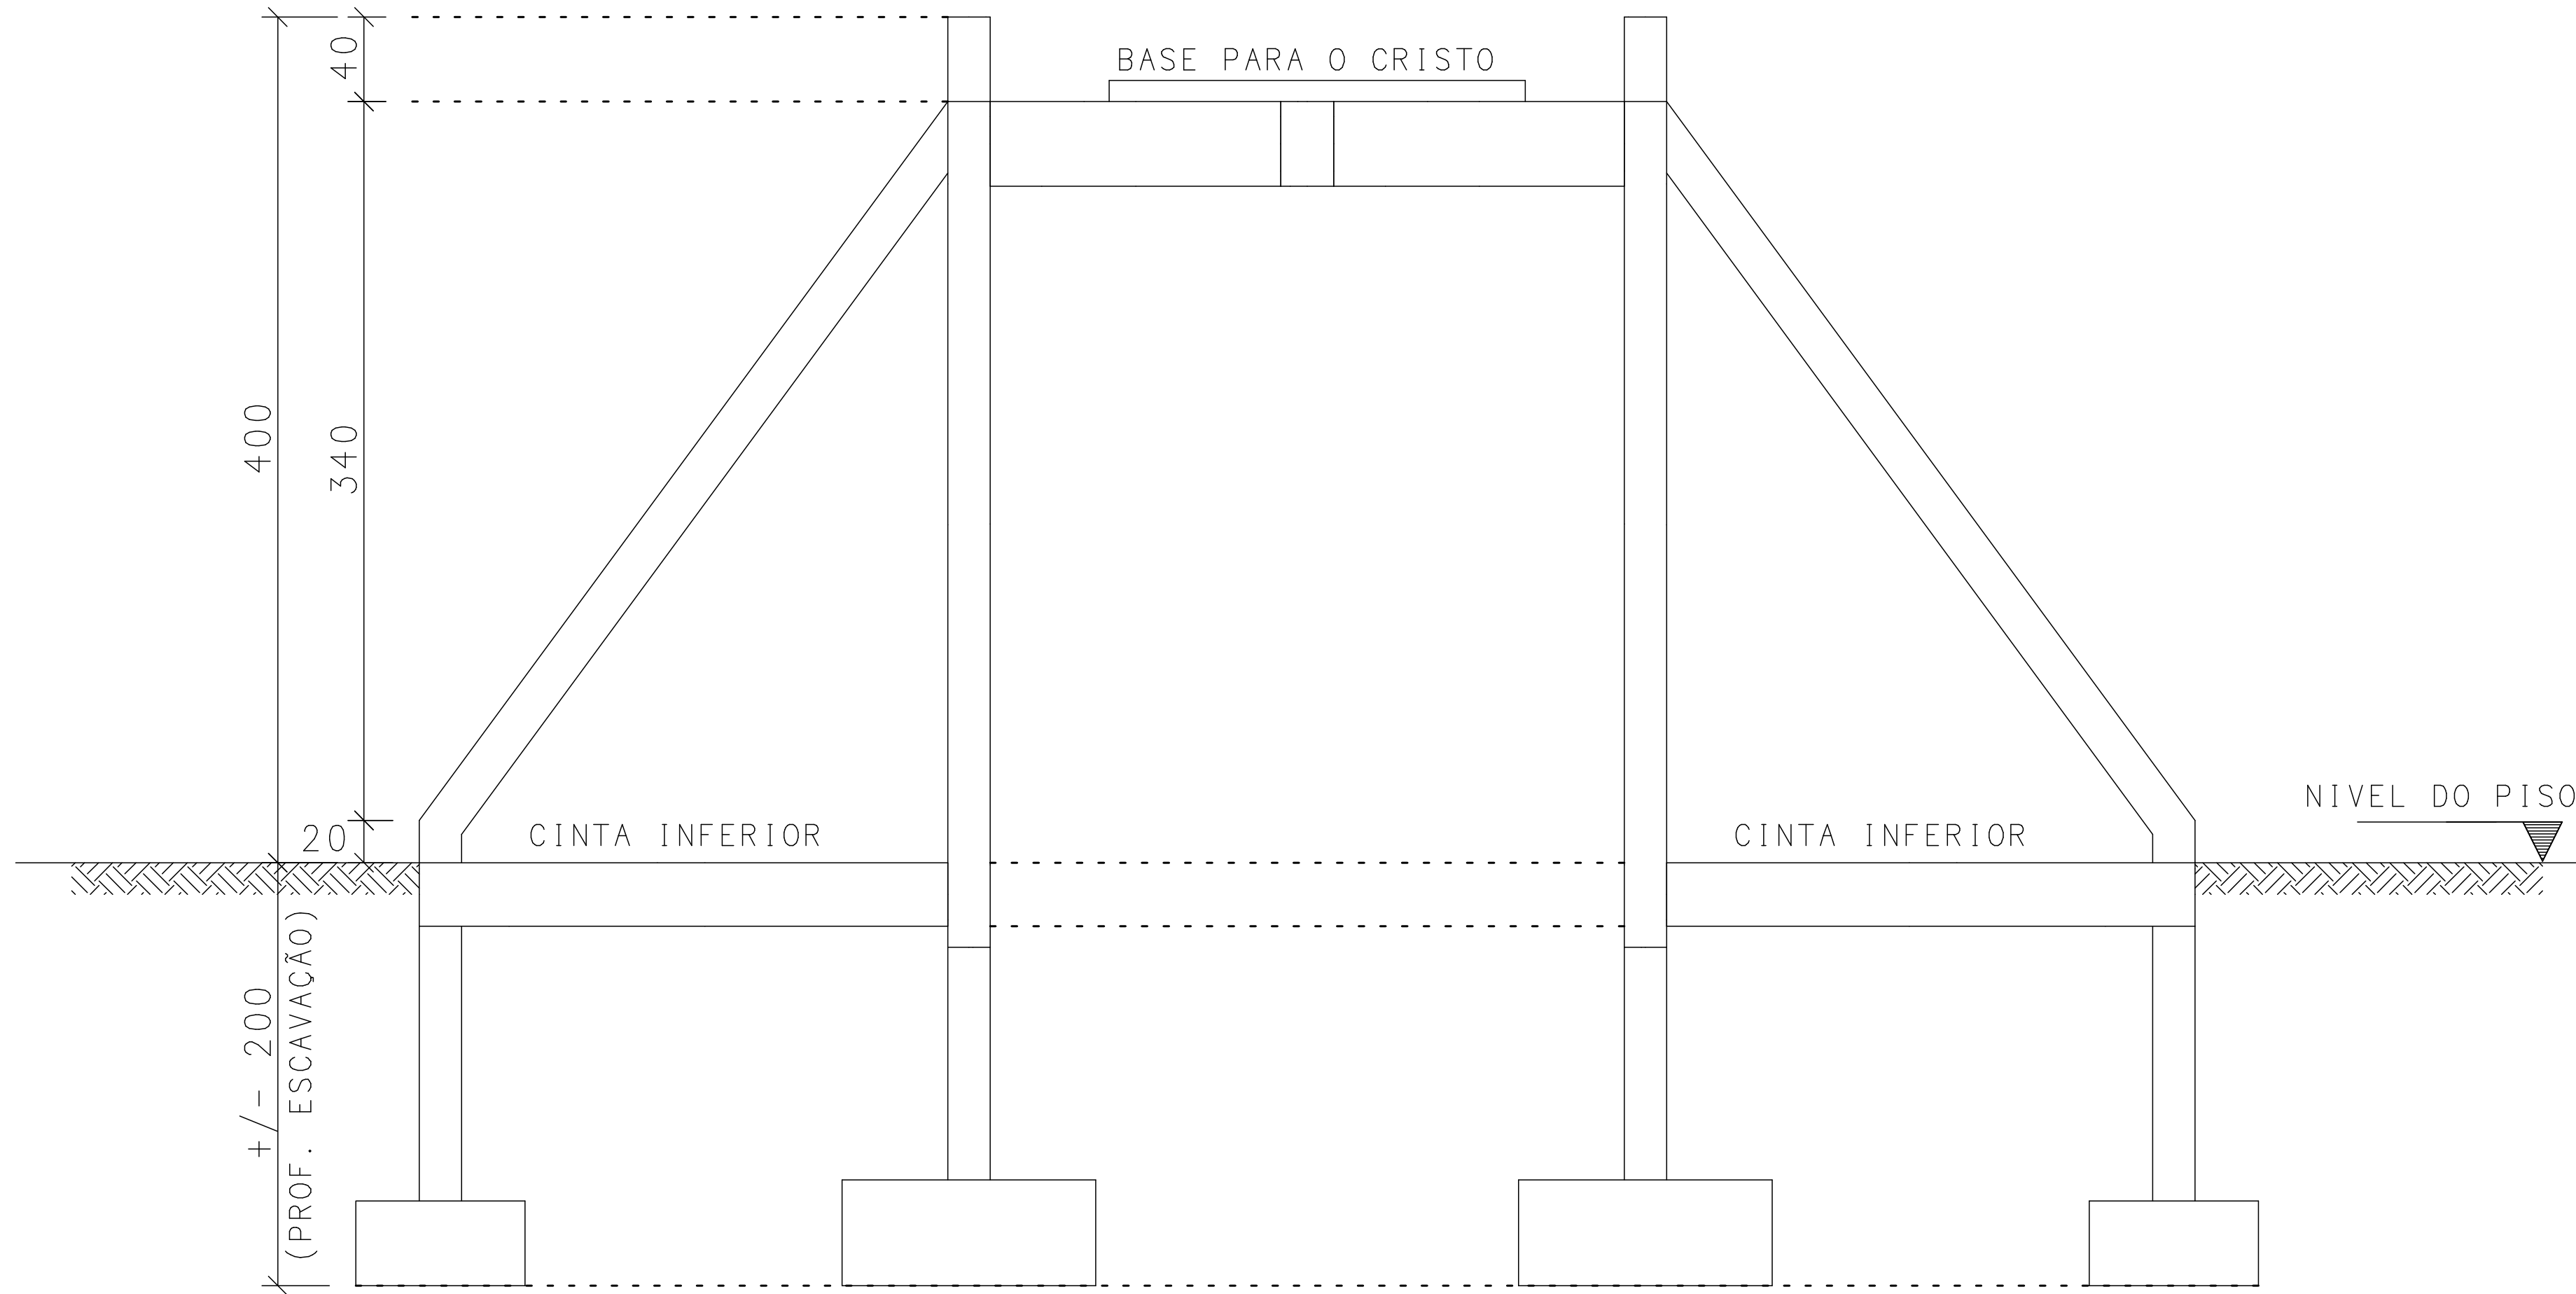 40
BASE PARA O CRISTO
400
340
NIVEL DO PISO
20
CINTA INFERIOR
CINTA INFERIOR
+/- 200
(PROF. ESCAVAÇÃO)